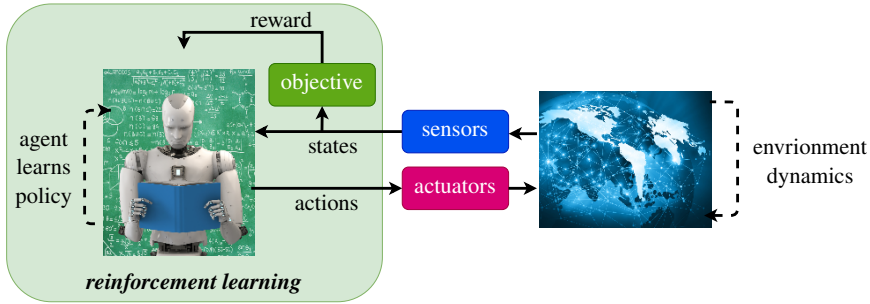 reward
objective
agent
learns
policy
states
sensors
actions
actuators
envrionment
dynamics
reinforcement learning